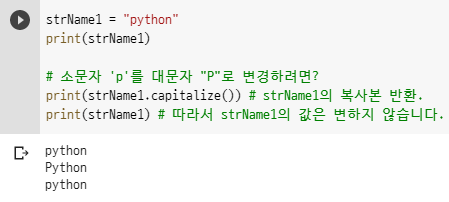 strName1 = "python"
print(strName1)
# 소문자 'p'를 대문자 "P"로 변경하려면?
print(strName1.capitalize()) # strName1의 복사본 반환.
print(strName1) # 따라서 strName1의 값은 변하지 않습니다.
python
Python
python